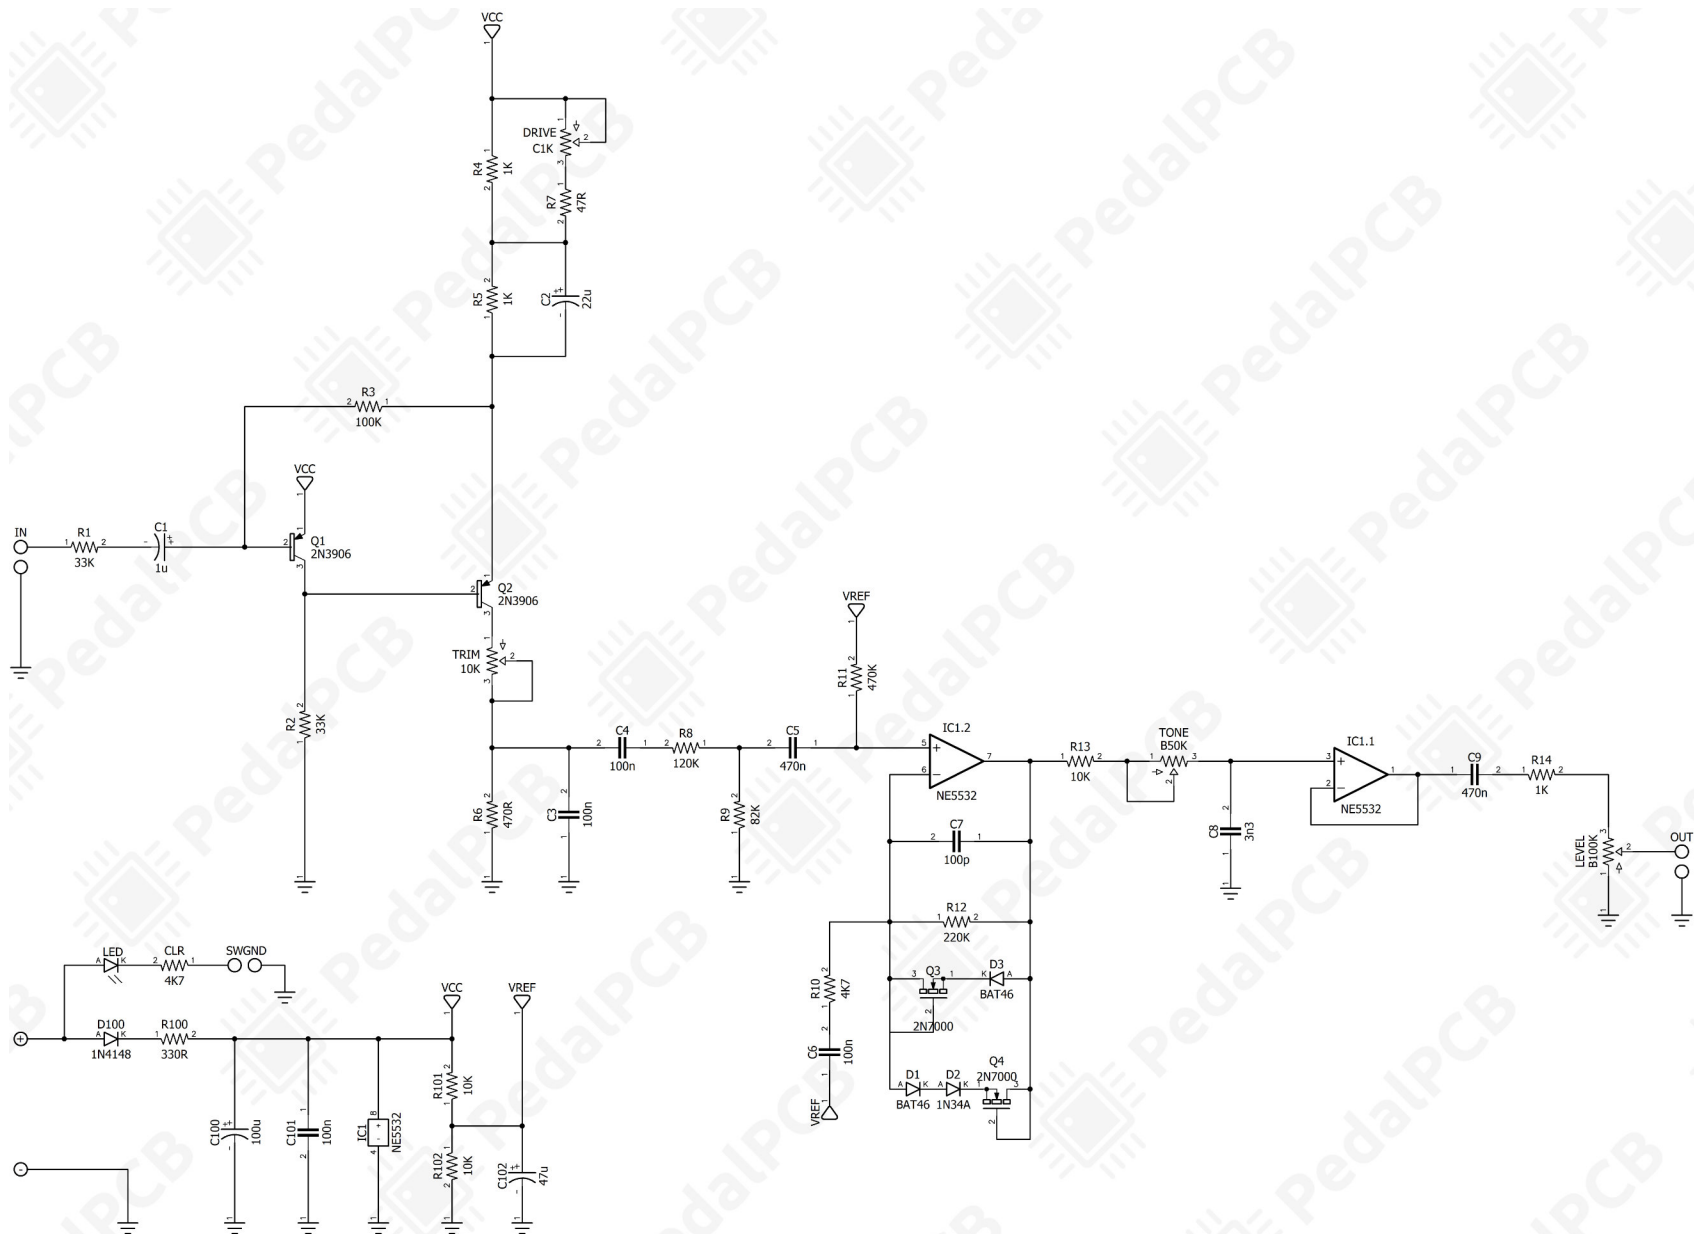 VCC
DRIVE
C1K
R4
1K
R7
47R
R5
1K
C2
22u
R3
100K
VCC
IN
R1
33K
C1
1u
Q1
2N3906
Q2
2N3906
TRIM
10K
R2
33K
R6
470R
C3
100n
C4
100n
R8
120K
R9
82K
C5
470n
VREF
R11
470K
IC1.2
NE5532
C7
100p
R12
220K
Q3
2N7000
D3
BAT46
R10
4K7
C6
100n
VREF
D1
BAT46
D2
1N34A
Q4
2N7000
R13
10K
TONE
B50K
C8
3n3
IC1.1
NE5532
C9
470n
R14
1K
LEVEL
B100K
OUT
LED
CLR
4K7
SWGND
D100
1N4148
R100
330R
C100
100u
C101
100n
IC1
NE5532
VCC
R101
10K
R102
10K
VREF
C102
47u
PedalPCB